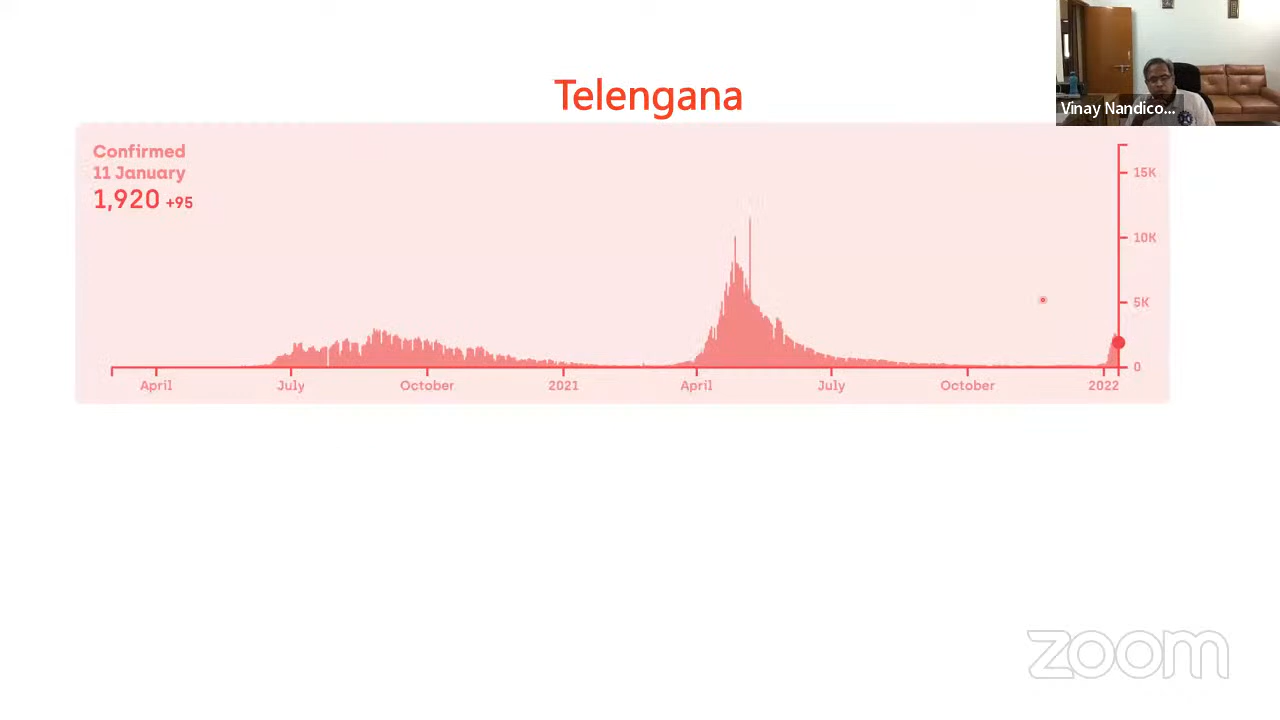 Telengana
Vinay Nandico...
Confirmed
11 January
1,920 +95
15K
10K
5K
0
April July October 2021 April July October 2022
zoom